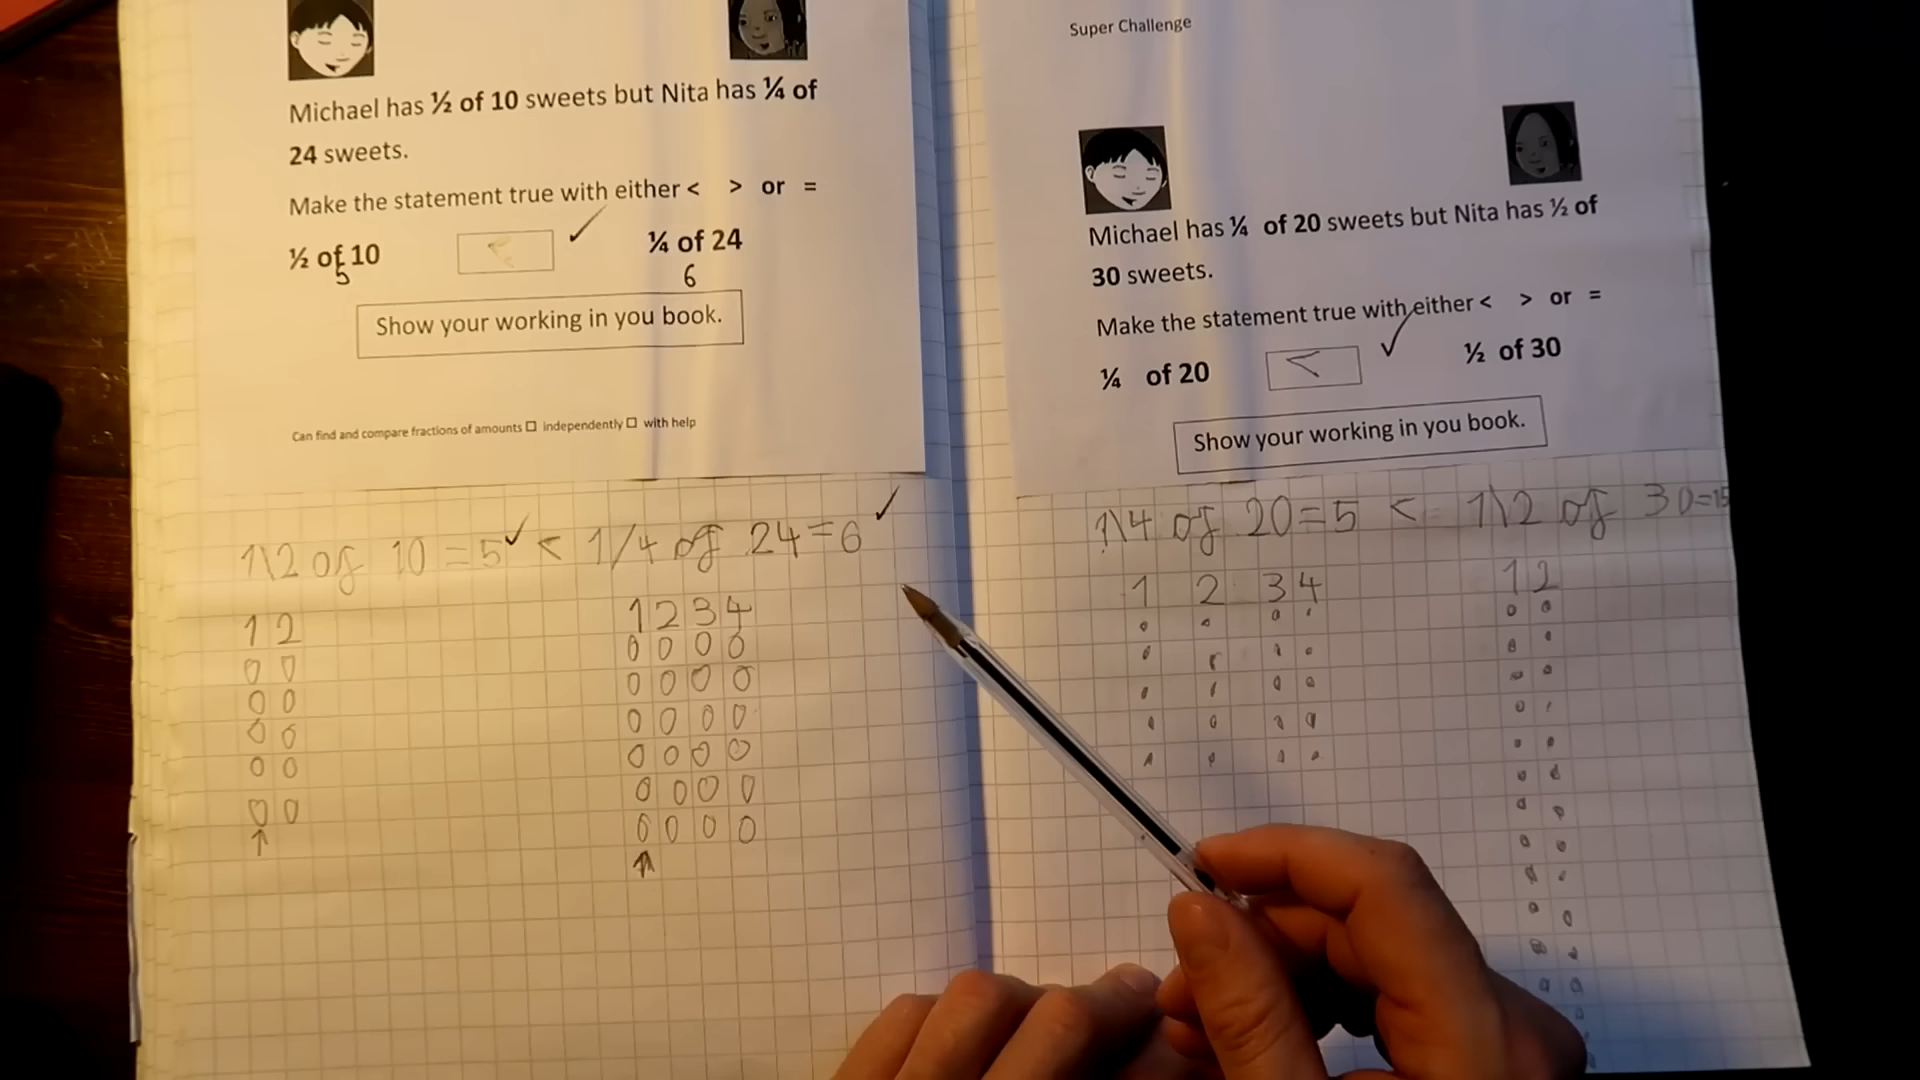 Michael has ½ of 10 sweets but Nita has ¼ of
24 sweets.
Make the statement true with either < > or =
½ of 10 < ¼ of 24
5 6
Show your working in you book.
Can find and compare fractions of amounts ☐ independently ☐ with help
1\2 of 10 = 5 < 1/4 of 24 = 6
1 2 1 2 3 4
Super Challenge
Michael has ¼ of 20 sweets but Nita has ½ of
30 sweets.
Make the statement true with either < > or =
¼ of 20 < ½ of 30
Show your working in you book.
1\4 of 20 = 5 < 1\2 of 30 = 15
1 2 3 4 1 2